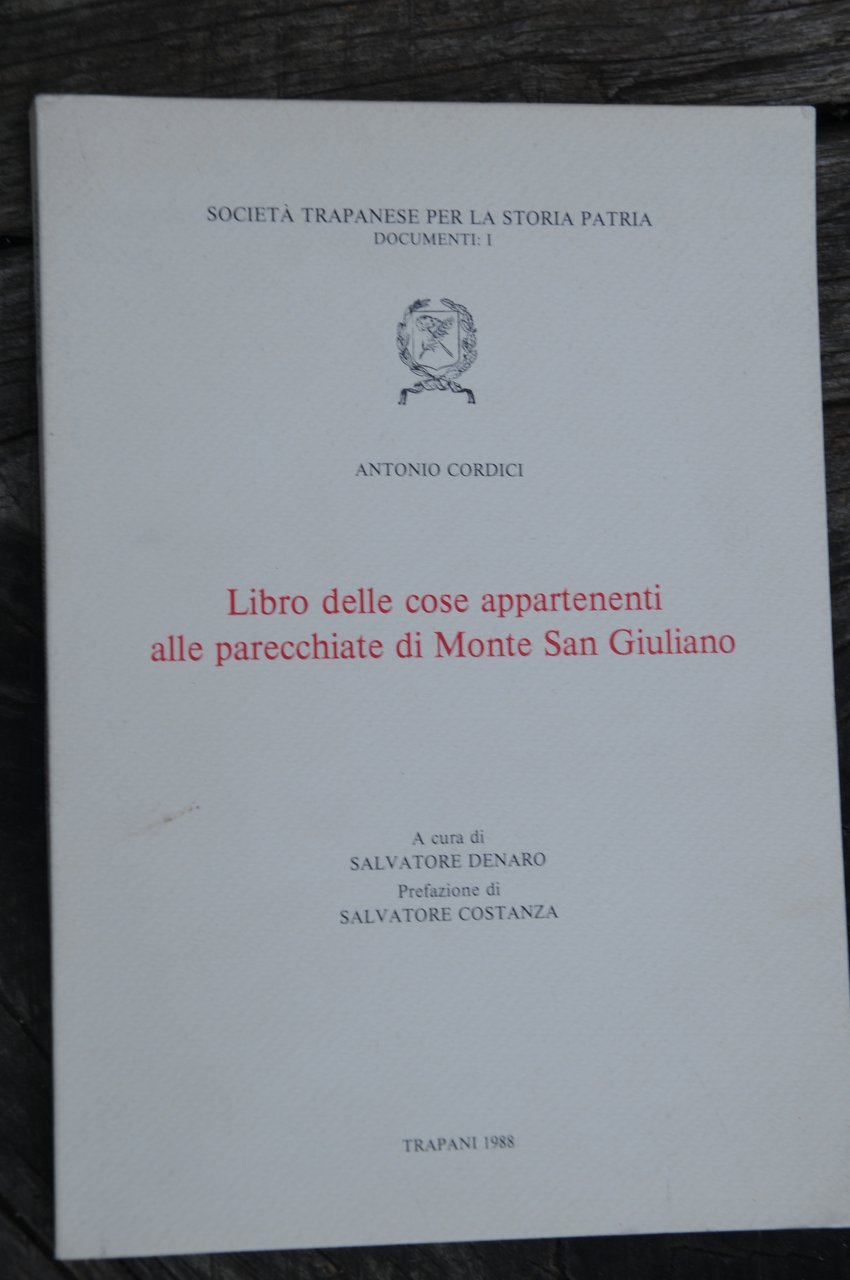 SOCIETÀ TRAPANESE PER LA STORIA PATRIA
DOCUMENTI: I
ANTONIO CORDICI
Libro delle cose appartenenti
alle parecchiate di Monte San Giuliano
A cura di
SALVATORE DENARO
Prefazione di
SALVATORE COSTANZA
TRAPANI 1988